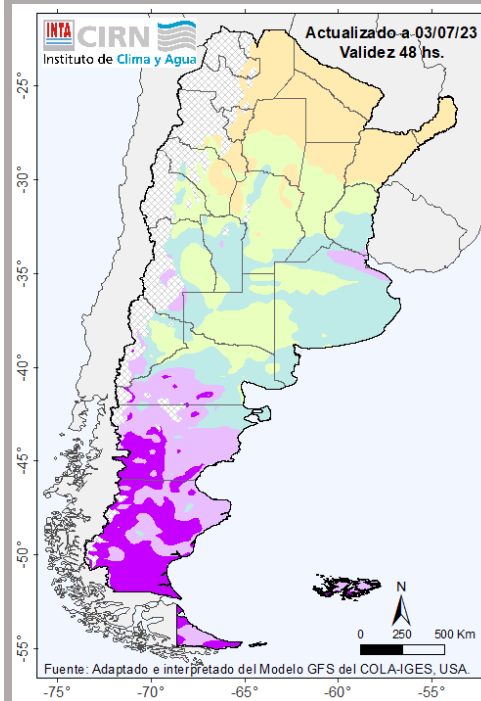 INTA CIRN
Instituto de Clima y Agua
Actualizado a 03/07/23
Validez 48 hs.
-25°
-30°
-35°
-40°
-45°
-50°
-55°
N
0 250 500 Km
Fuente: Adaptado e interpretado del Modelo GFS del COLA-IGES, USA.
-75° -70° -65° -60° -55°